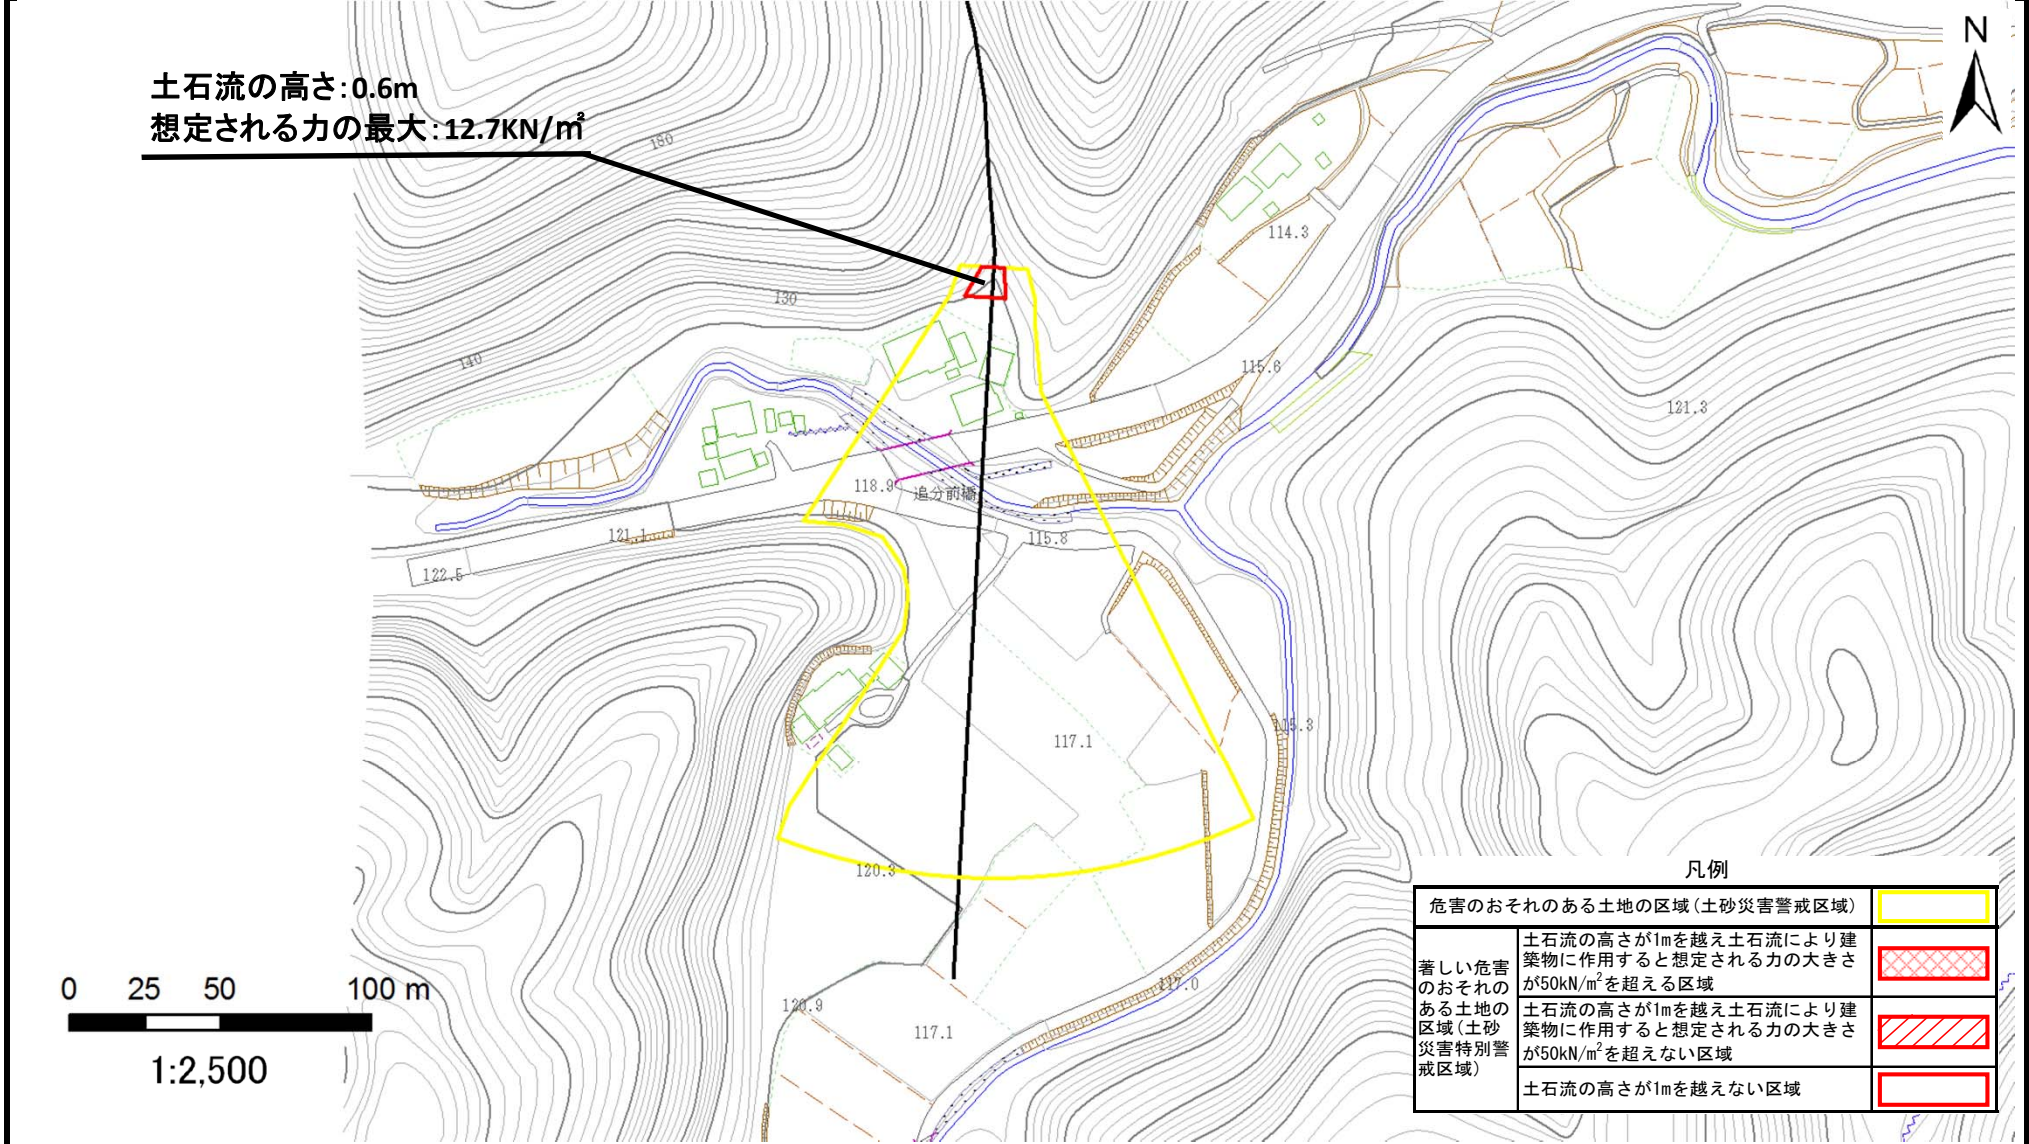 土石流の高さ:0.6m
想定される力の最大:12.7KN/㎡
N
180
114.3
130
140
115.6
121.3
118.9
追分前橋
121.1
115.8
122.5
115.3
117.1
120.3
117.0
120.9
117.1
0 25 50 100 m
1:2,500
凡例
危害のおそれのある土地の区域(土砂災害警戒区域)
著しい危害
のおそれの
ある土地の
区域(土砂
災害特別警
戒区域)
土石流の高さが1mを越え土石流により建
築物に作用すると想定される力の大きさ
が50kN/m²を超える区域
土石流の高さが1mを越え土石流により建
築物に作用すると想定される力の大きさ
が50kN/m²を超えない区域
土石流の高さが1mを越えない区域